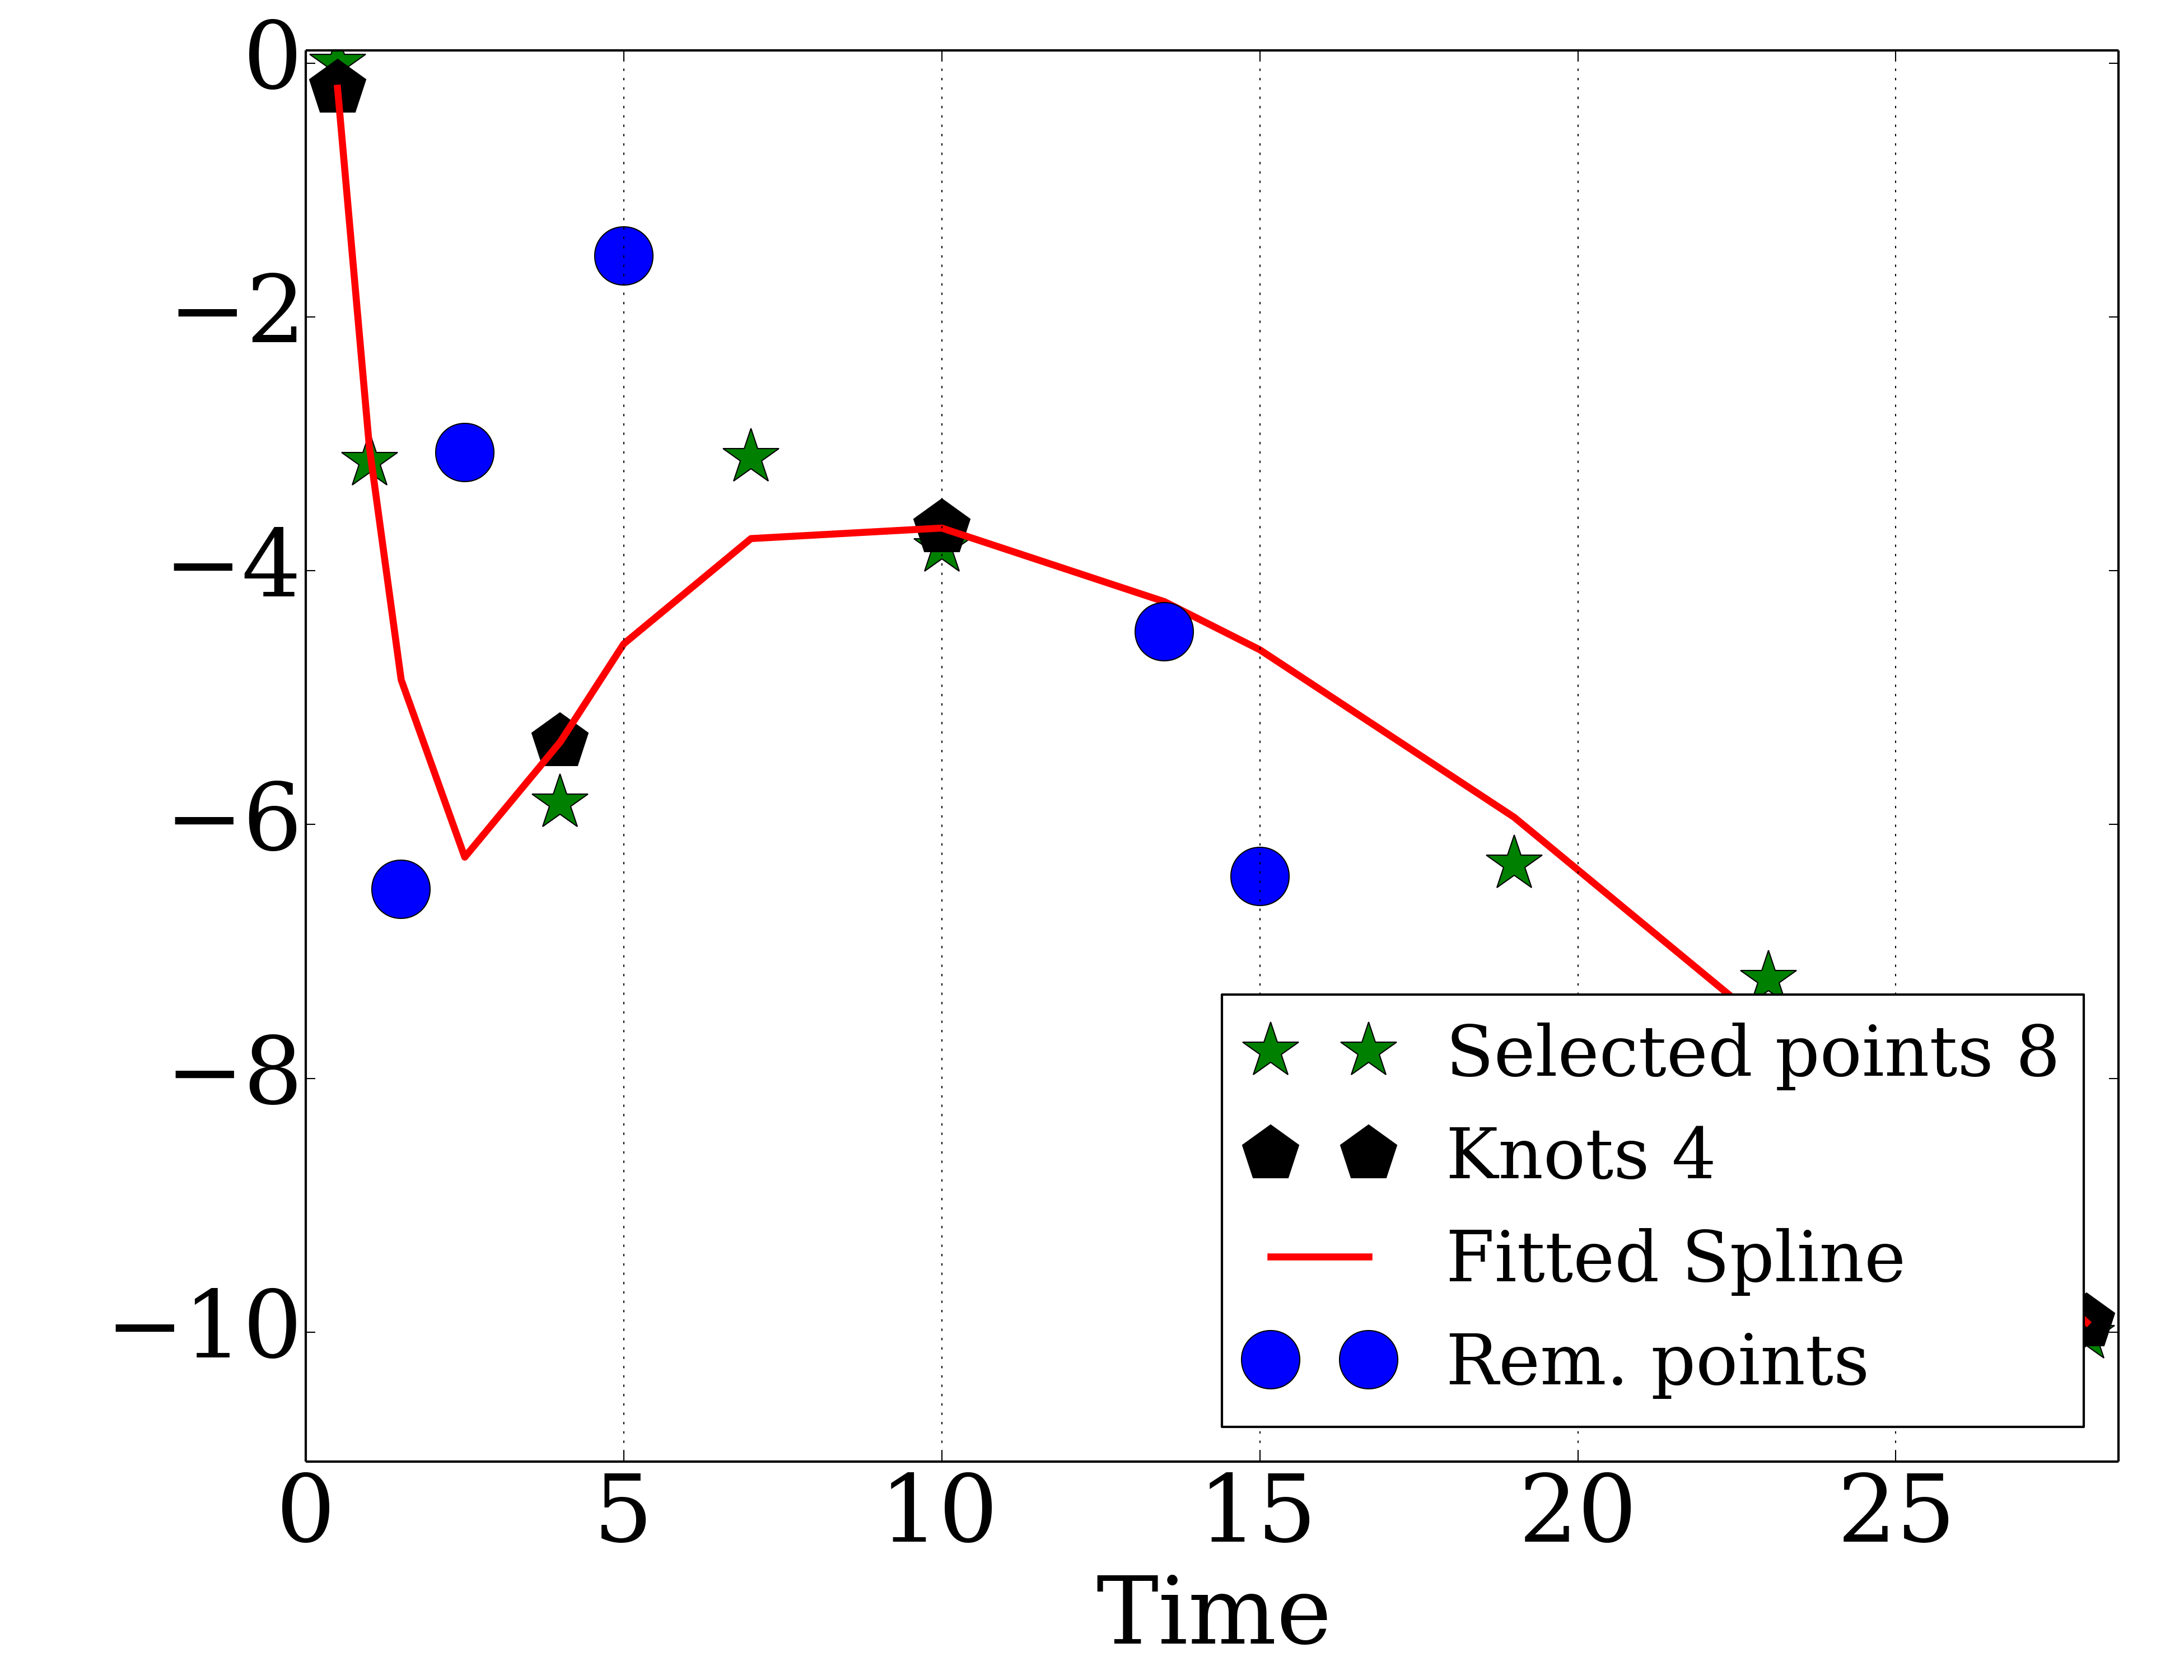 0
−2
−4
−6
−8
−10
Selected points 8
Knots 4
Fitted Spline
Rem. points
0 5 10 15 20 25
Time